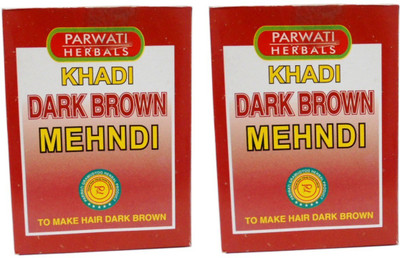 PARWATI
HERBALS
KHADI
DARK BROWN
MEHNDI
TO MAKE HAIR DARK BROWN
PARWATI
HERBALS
KHADI
DARK BROWN
MEHNDI
TO MAKE HAIR DARK BROWN